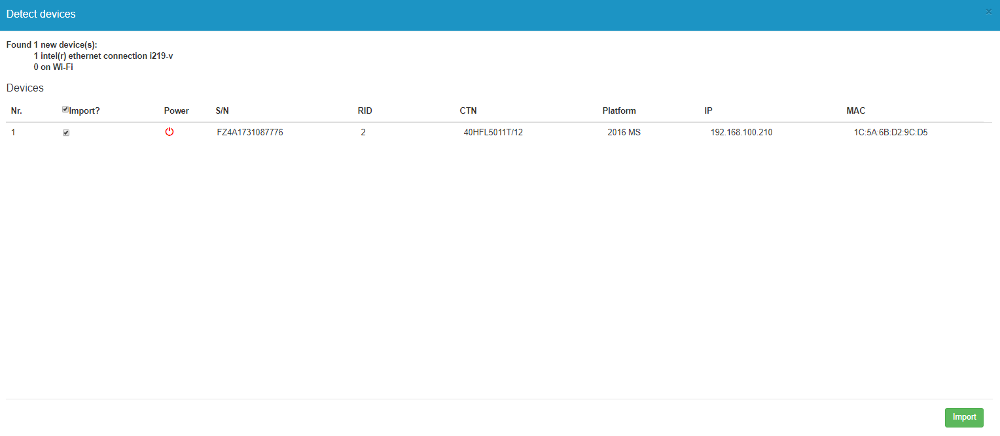 Detect devices ×
Found 1 new device(s):
1 intel(r) ethernet connection i219-v
0 on Wi-Fi
Devices
Nr. Import? Power S/N RID CTN Platform IP MAC
1 FZ4A1731087776 2 40HFL5011T/12 2016 MS 192.168.100.210 1C:5A:6B:D2:9C:D5
Import